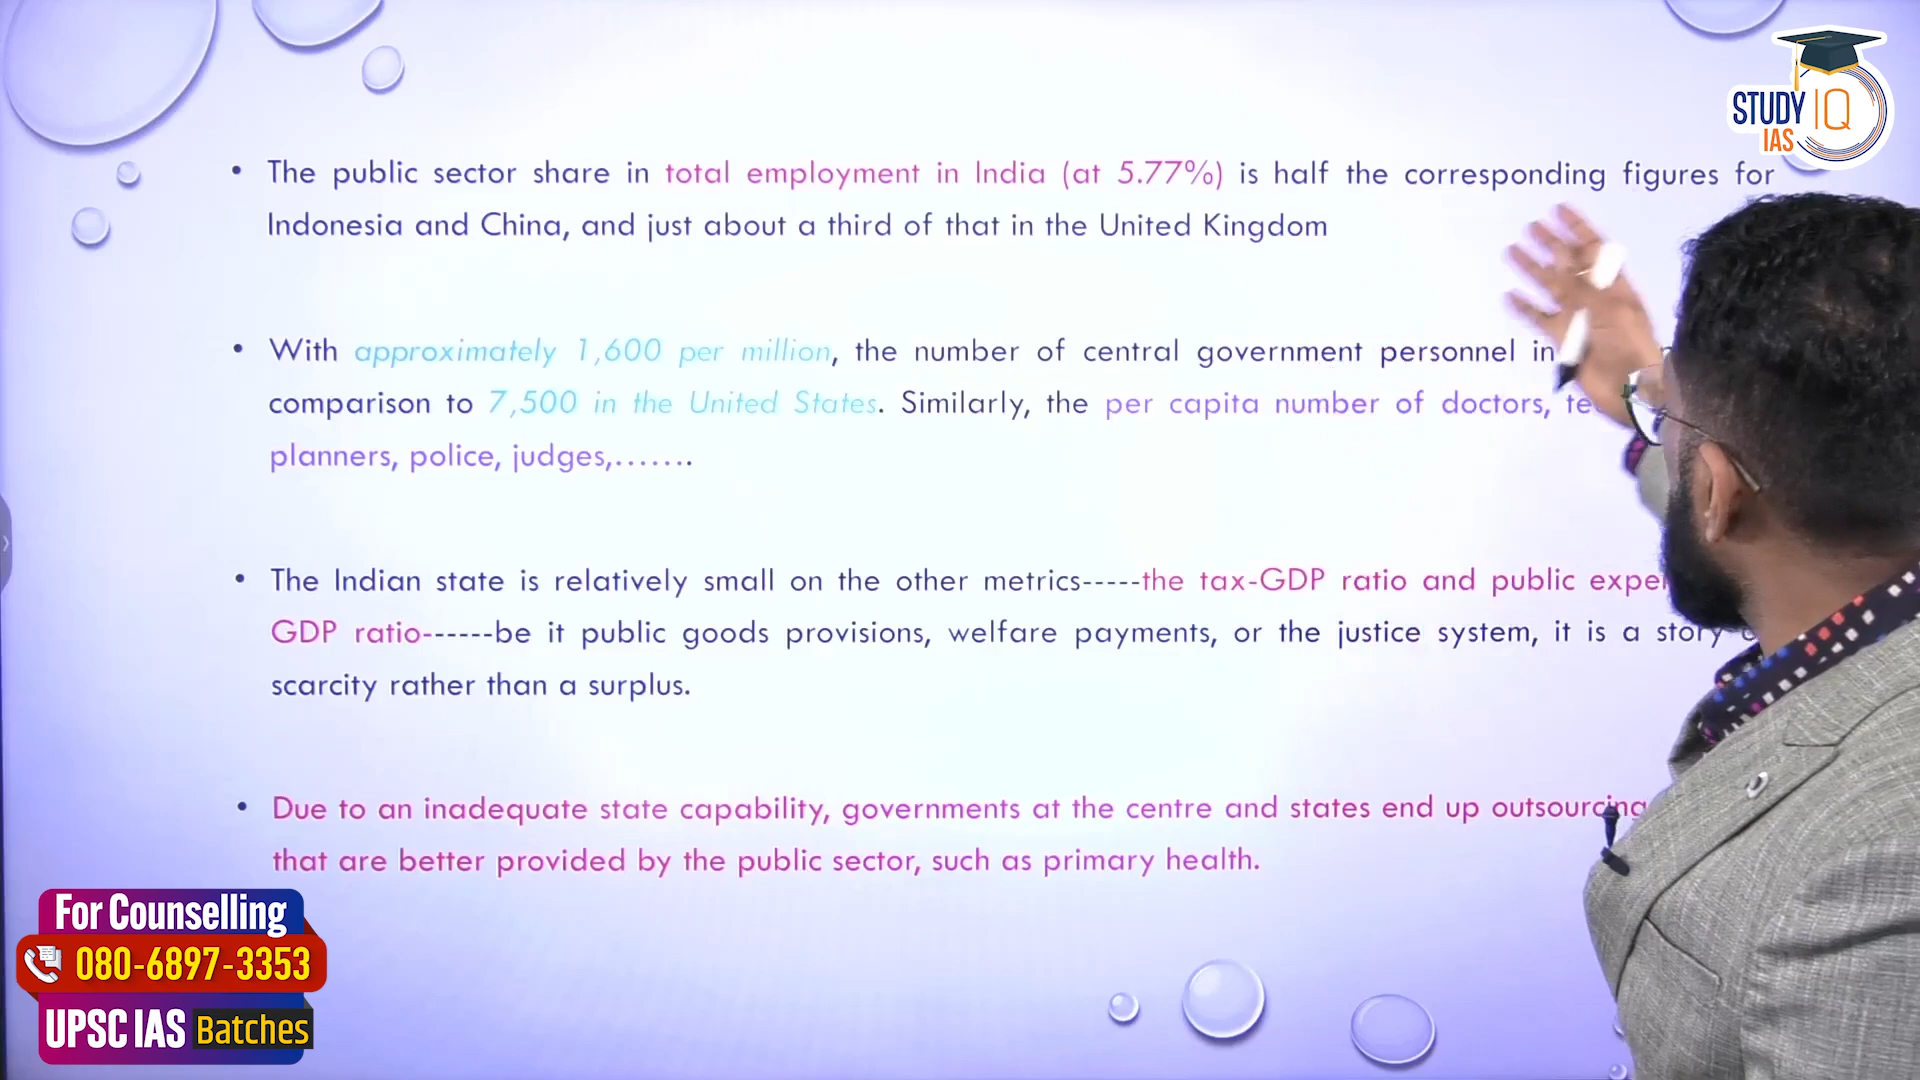 STUDY IQ
IAS
• The public sector share in total employment in India (at 5.77%) is half the corresponding figures for
Indonesia and China, and just about a third of that in the United Kingdom
• With approximately 1,600 per million, the number of central government personnel in
comparison to 7,500 in the United States. Similarly, the per capita number of doctors,
planners, police, judges,.......
• The Indian state is relatively small on the other metrics-----the tax-GDP ratio and public
GDP ratio------be it public goods provisions, welfare payments, or the justice system, it is a story
scarcity rather than a surplus.
• Due to an inadequate state capability, governments at the centre and states end up outsourcing
that are better provided by the public sector, such as primary health.
For Counselling
080-6897-3353
UPSC IAS Batches